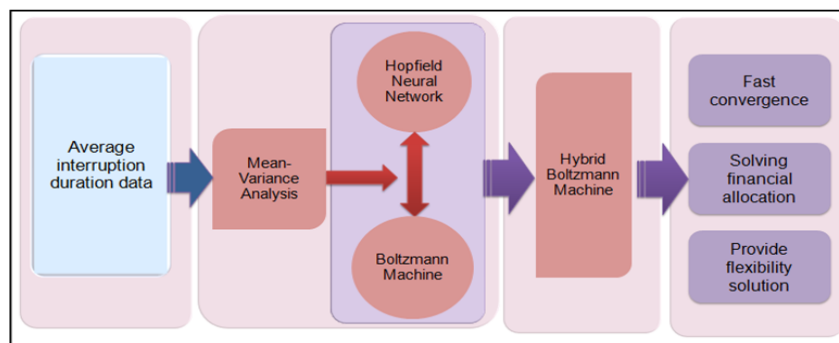 Average
interruption
duration data
Mean-
Variance
Analysis
Hopfield
Neural
Network
Boltzmann
Machine
Hybrid
Boltzmann
Machine
Fast
convergence
Solving
financial
allocation
Provide
flexibility
solution